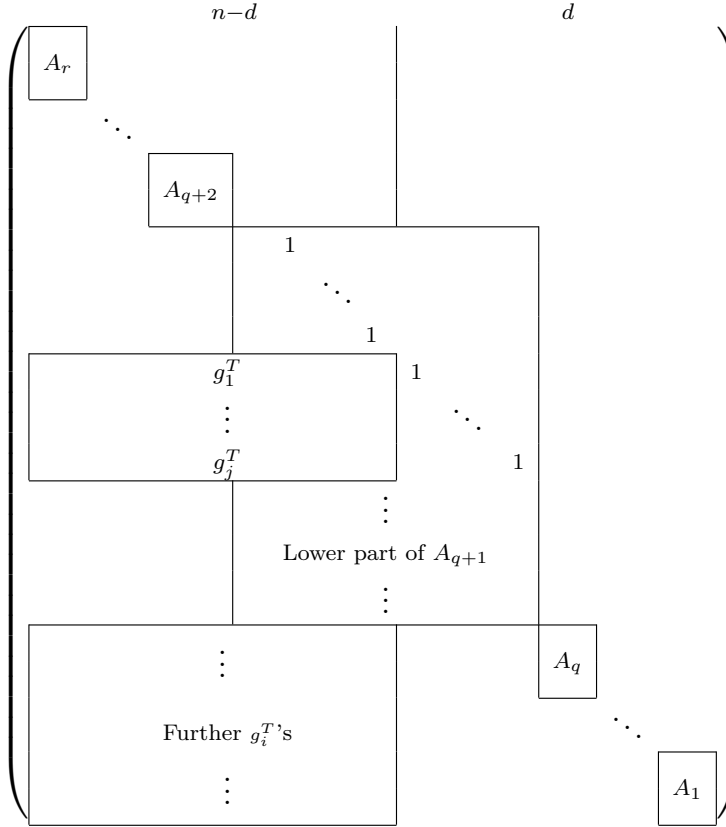 n−d d
A_r
⋱
A_{q+2}
1
⋱
1
g_1^T 1
⋮ ⋱
g_j^T 1
⋮
Lower part of A_{q+1}
⋮
⋮ A_q
⋱
Further g_i^T's
⋮ A_1